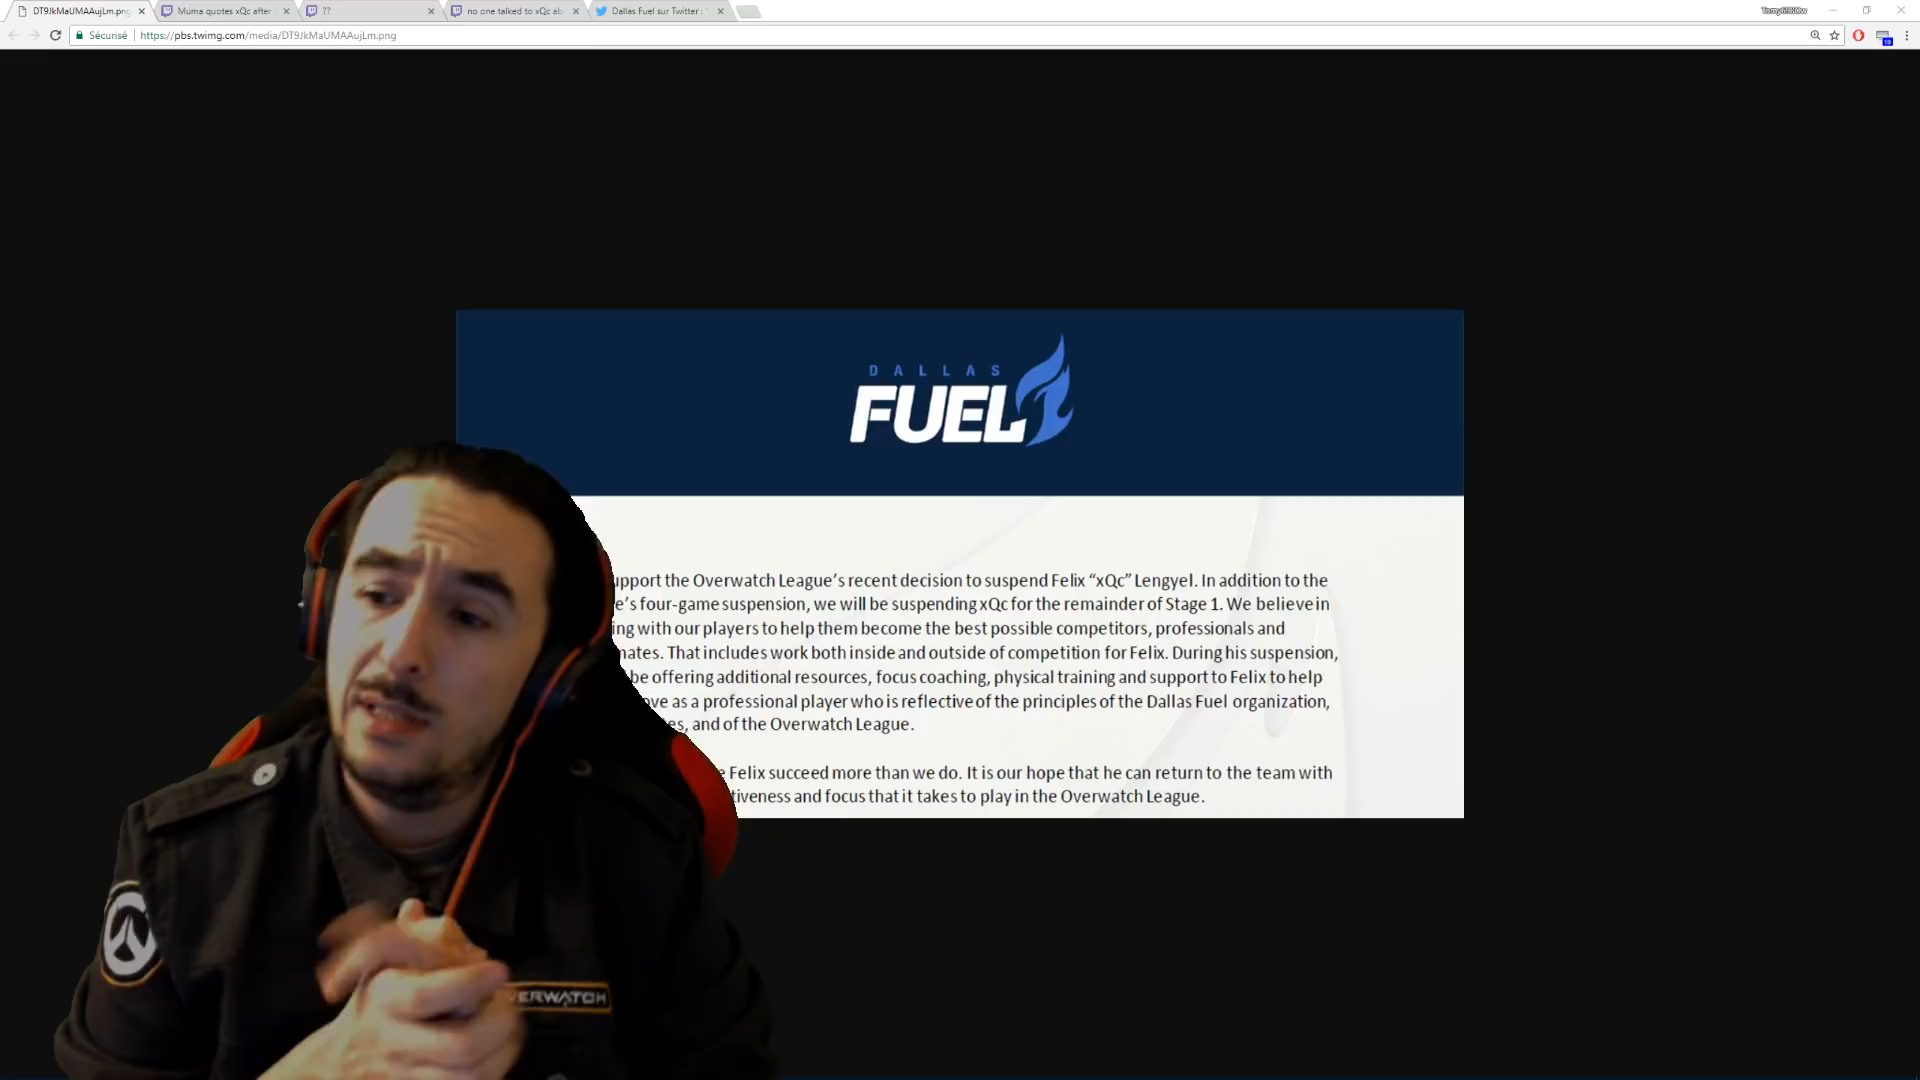 DT9JkMaUMAAujLm.png
Muma quotes xQc after
??
no one talked to xQc ab
Dallas Fuel sur Twitter : "
Sécurisé
https://pbs.twimg.com/media/DT9JkMaUMAAujLm.png
DALLAS
FUEL
upport the Overwatch League's recent decision to suspend Felix "xQc" Lengyel. In addition to the
e's four-game suspension, we will be suspending xQc for the remainder of Stage 1. We believe in
ing with our players to help them become the best possible competitors, professionals and
mates. That includes work both inside and outside of competition for Felix. During his suspension,
be offering additional resources, focus coaching, physical training and support to Felix to help
ove as a professional player who is reflective of the principles of the Dallas Fuel organization,
es, and of the Overwatch League.
e Felix succeed more than we do. It is our hope that he can return to the team with
tiveness and focus that it takes to play in the Overwatch League.
VERWATCH